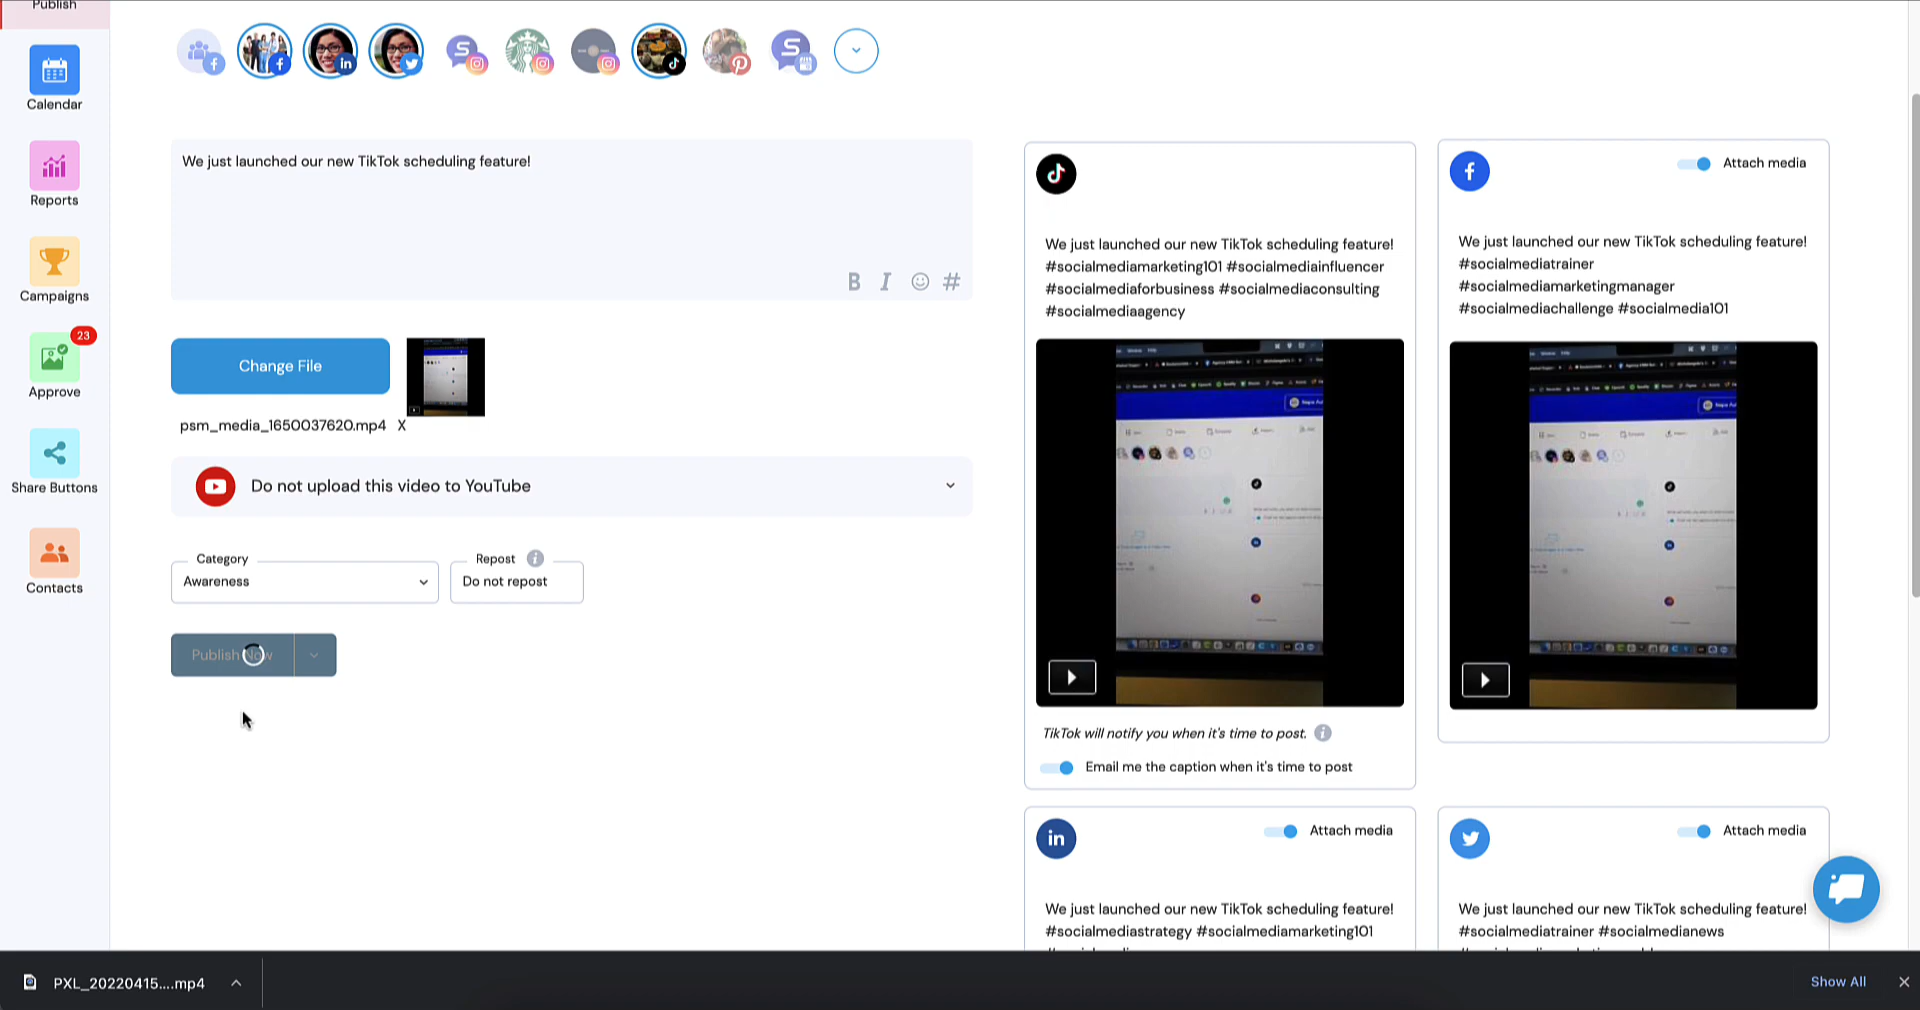 Publish
Calendar
Reports
Campaigns
23
Approve
Share Buttons
Contacts
We just launched our new TikTok scheduling feature!
B I #
Change File
psm_media_1650037620.mp4 X
Do not upload this video to YouTube
Category
Awareness
Repost
Do not repost
Publish Now
We just launched our new TikTok scheduling feature!
#socialmediamarketing101 #socialmediainfluencer
#socialmediaforbusiness #socialmediaconsulting
#socialmediaagency
TikTok will notify you when it's time to post.
Email me the caption when it's time to post
Attach media
We just launched our new TikTok scheduling feature!
#socialmediatrainer
#socialmediamarketingmanager
#socialmediachallenge #socialmedia101
in
Attach media
We just launched our new TikTok scheduling feature!
#socialmediastrategy #socialmediamarketing101
Attach media
We just launched our new TikTok scheduling feature!
#socialmediatrainer #socialmedianews
PXL_20220415....mp4
Show All